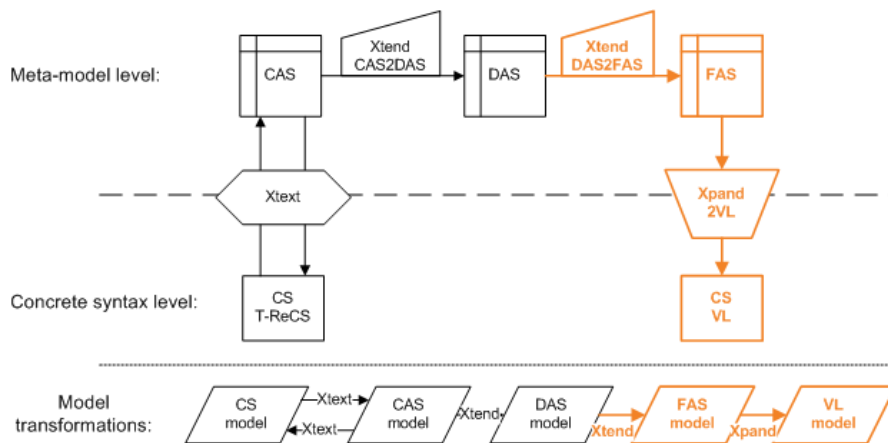 Meta-model level:
CAS
Xtend
CAS2DAS
DAS
Xtend
DAS2FAS
FAS
Xtext
Xpand
2VL
Concrete syntax level:
CS
T-ReCS
CS
VL
Model
transformations:
CS
model
Xtext
Xtext
CAS
model
Xtend
DAS
model
Xtend
FAS
model
Xpand
VL
model